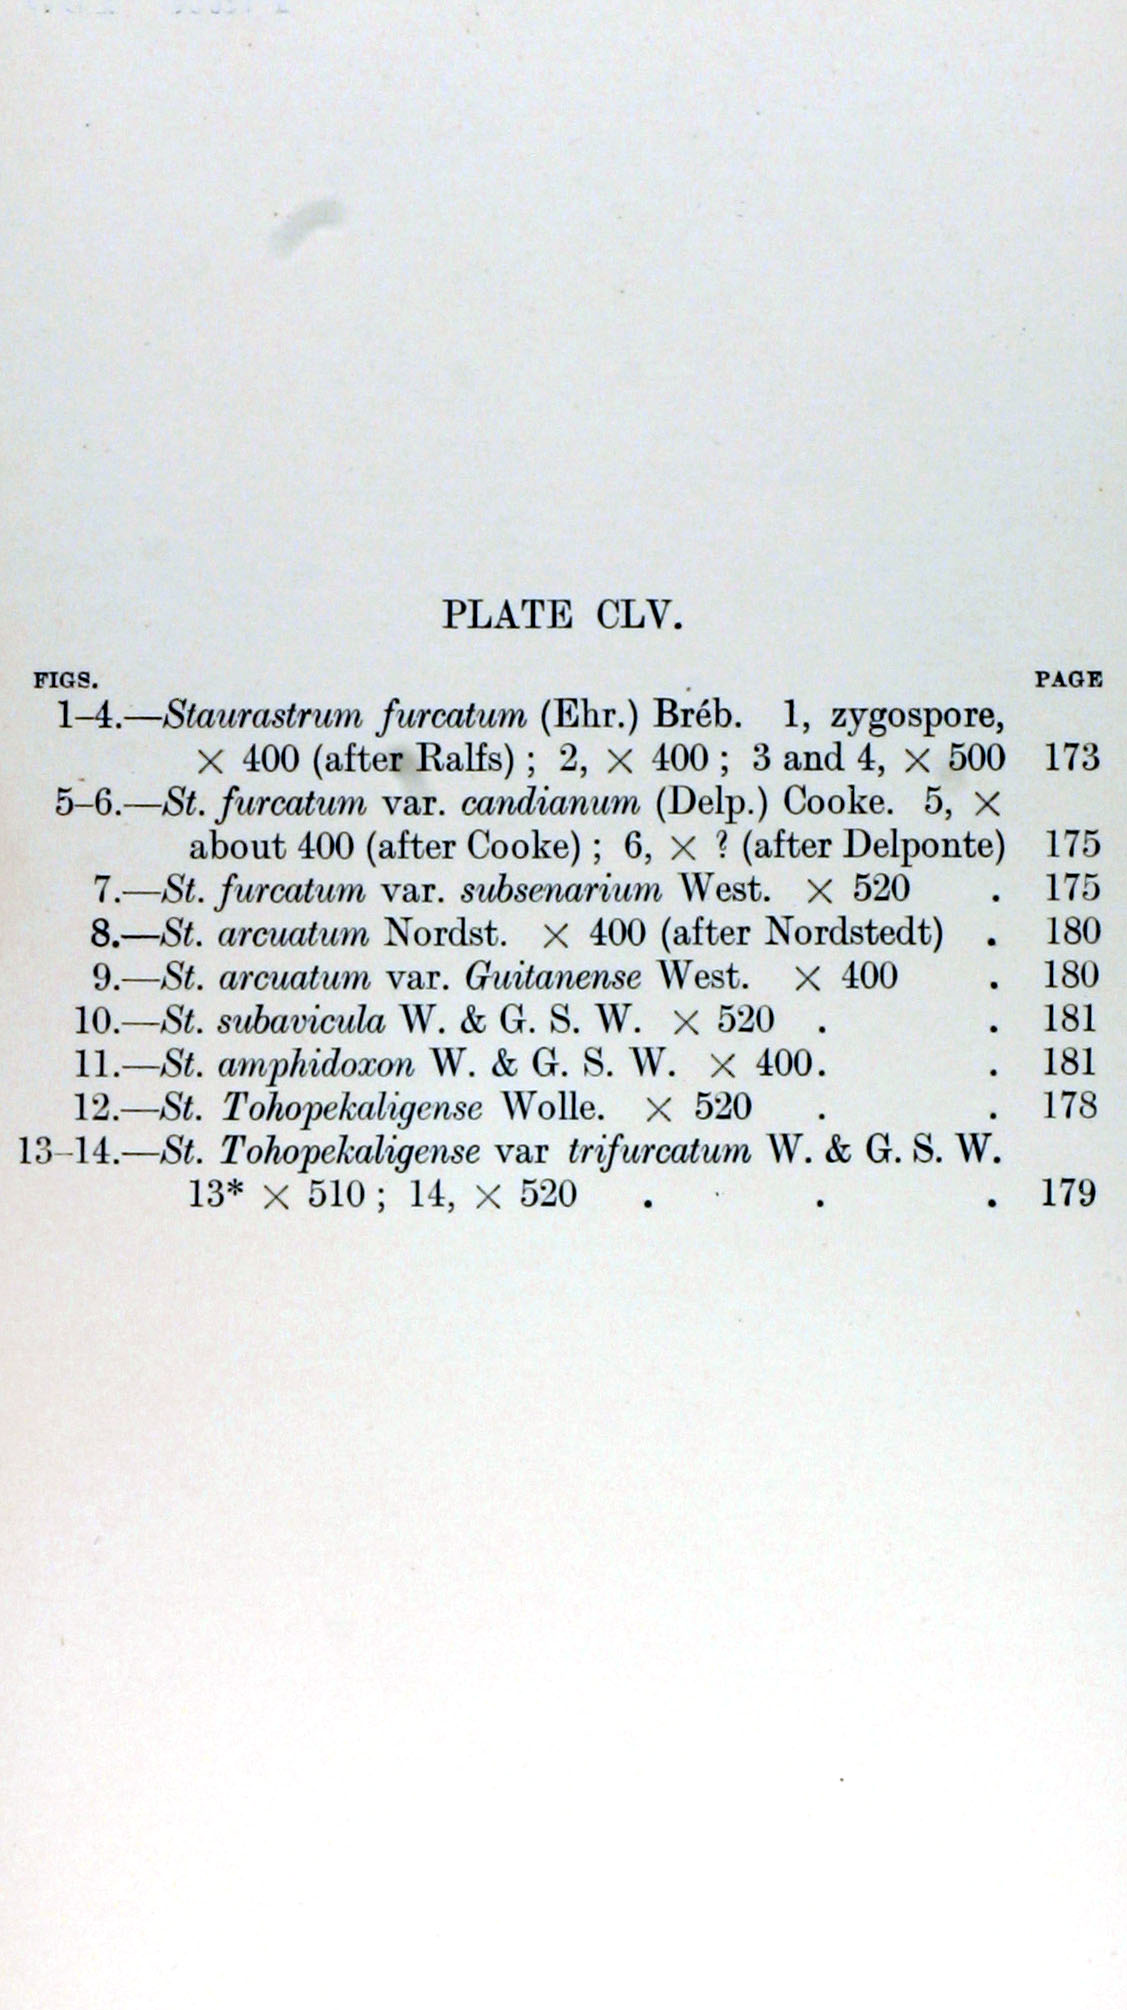 PLATE CLV.
FIGS. PAGE
1–4.—Staurastrum furcatum (Ehr.) Bréb. 1, zygospore,
× 400 (after Ralfs) ; 2, × 400 ; 3 and 4, × 500 173
5–6.—St. furcatum var. candianum (Delp.) Cooke. 5, ×
about 400 (after Cooke) ; 6, × ? (after Delponte) 175
7.—St. furcatum var. subsenarium West. × 520 . 175
8.—St. arcuatum Nordst. × 400 (after Nordstedt) . 180
9.—St. arcuatum var. Guitanense West. × 400 . 180
10.—St. subavicula W. & G. S. W. × 520 . . 181
11.—St. amphidoxon W. & G. S. W. × 400. . 181
12.—St. Tohopekaligense Wolle. × 520 . . 178
13–14.—St. Tohopekaligense var trifurcatum W. & G. S. W.
13* × 510 ; 14, × 520 . . . 179